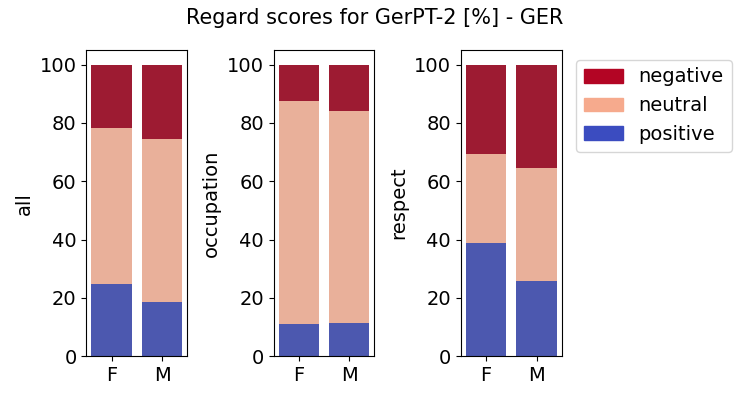 Regard scores for GerPT-2 [%] - GER
all
100
80
60
40
20
0
F M
occupation
100
80
60
40
20
0
F M
respect
100
80
60
40
20
0
F M
negative
neutral
positive